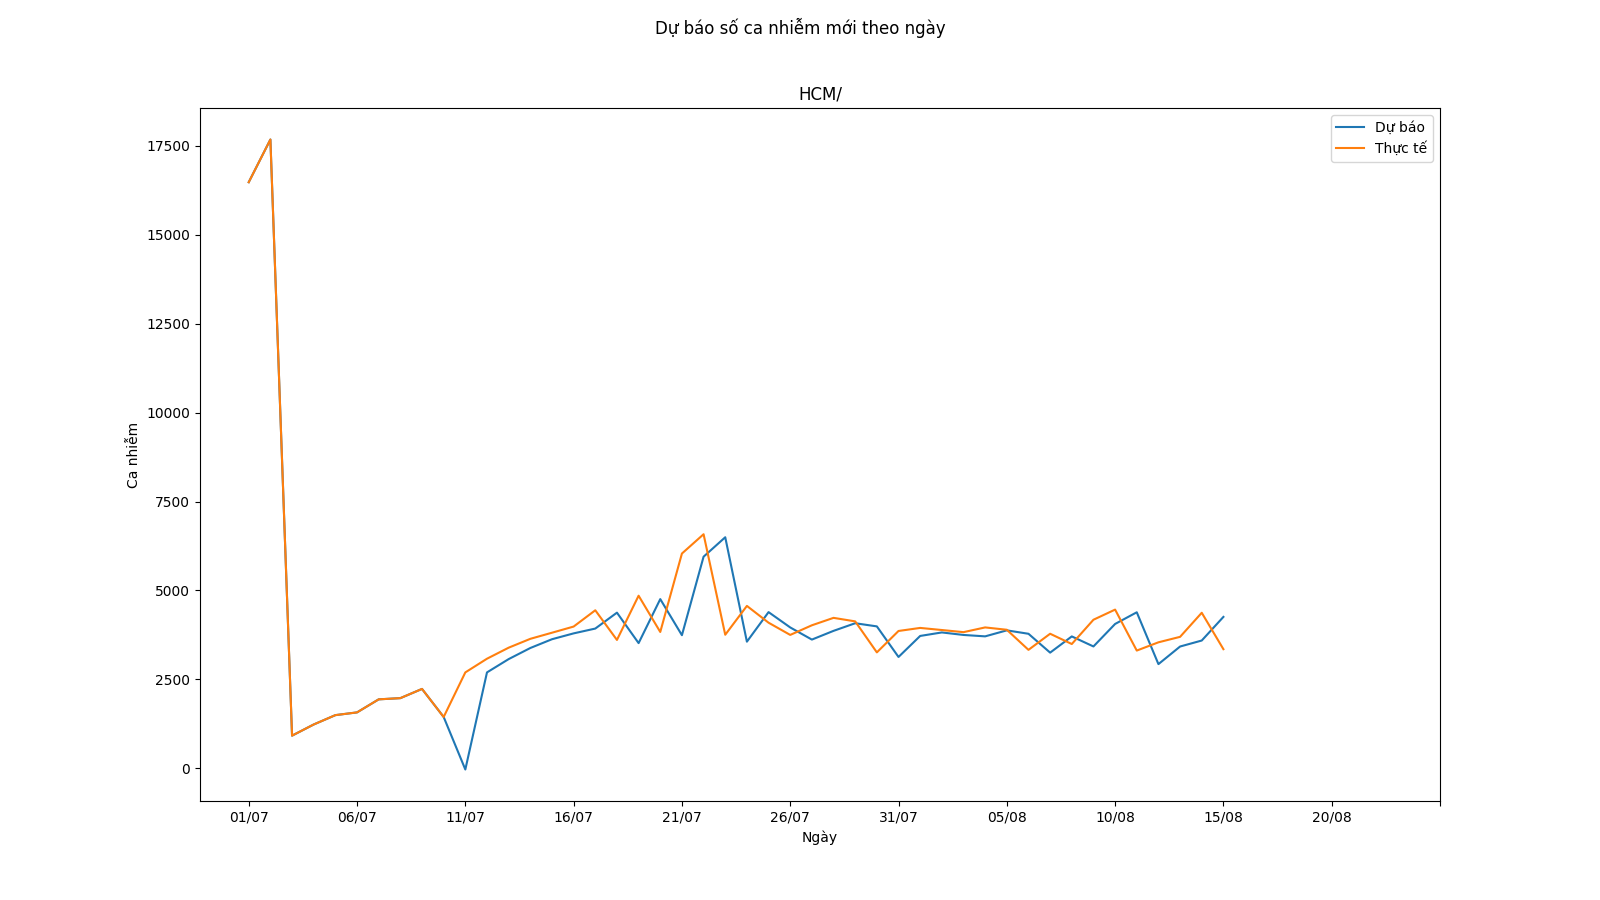 Dự báo số ca nhiễm mới theo ngày
HCM/
Dự báo
Thực tế
17500
15000
12500
10000
7500
5000
2500
0
Ca nhiễm
01/07 06/07 11/07 16/07 21/07 26/07 31/07 05/08 10/08 15/08 20/08
Ngày